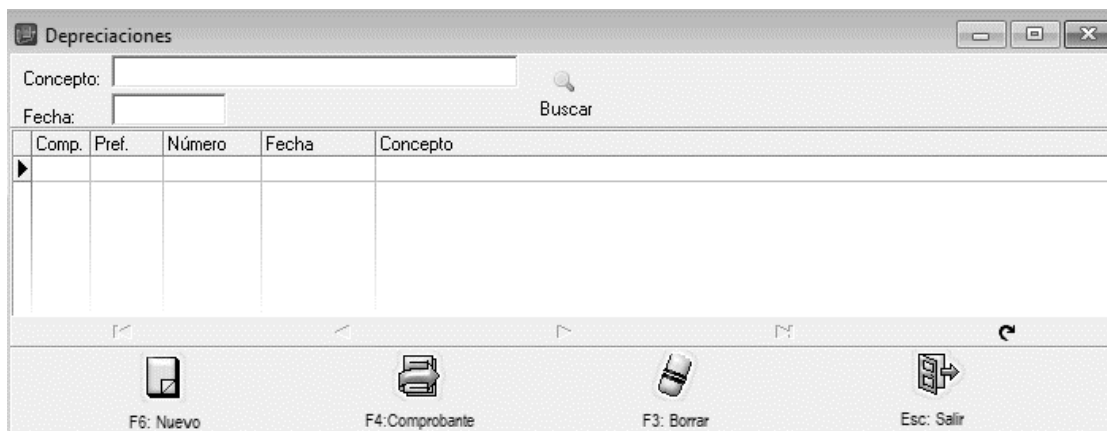 Depreciaciones
Concepto:
Buscar
Fecha:
Comp. Pref. Número Fecha Concepto
F6: Nuevo F4:Comprobante F3: Borrar Esc: Salir